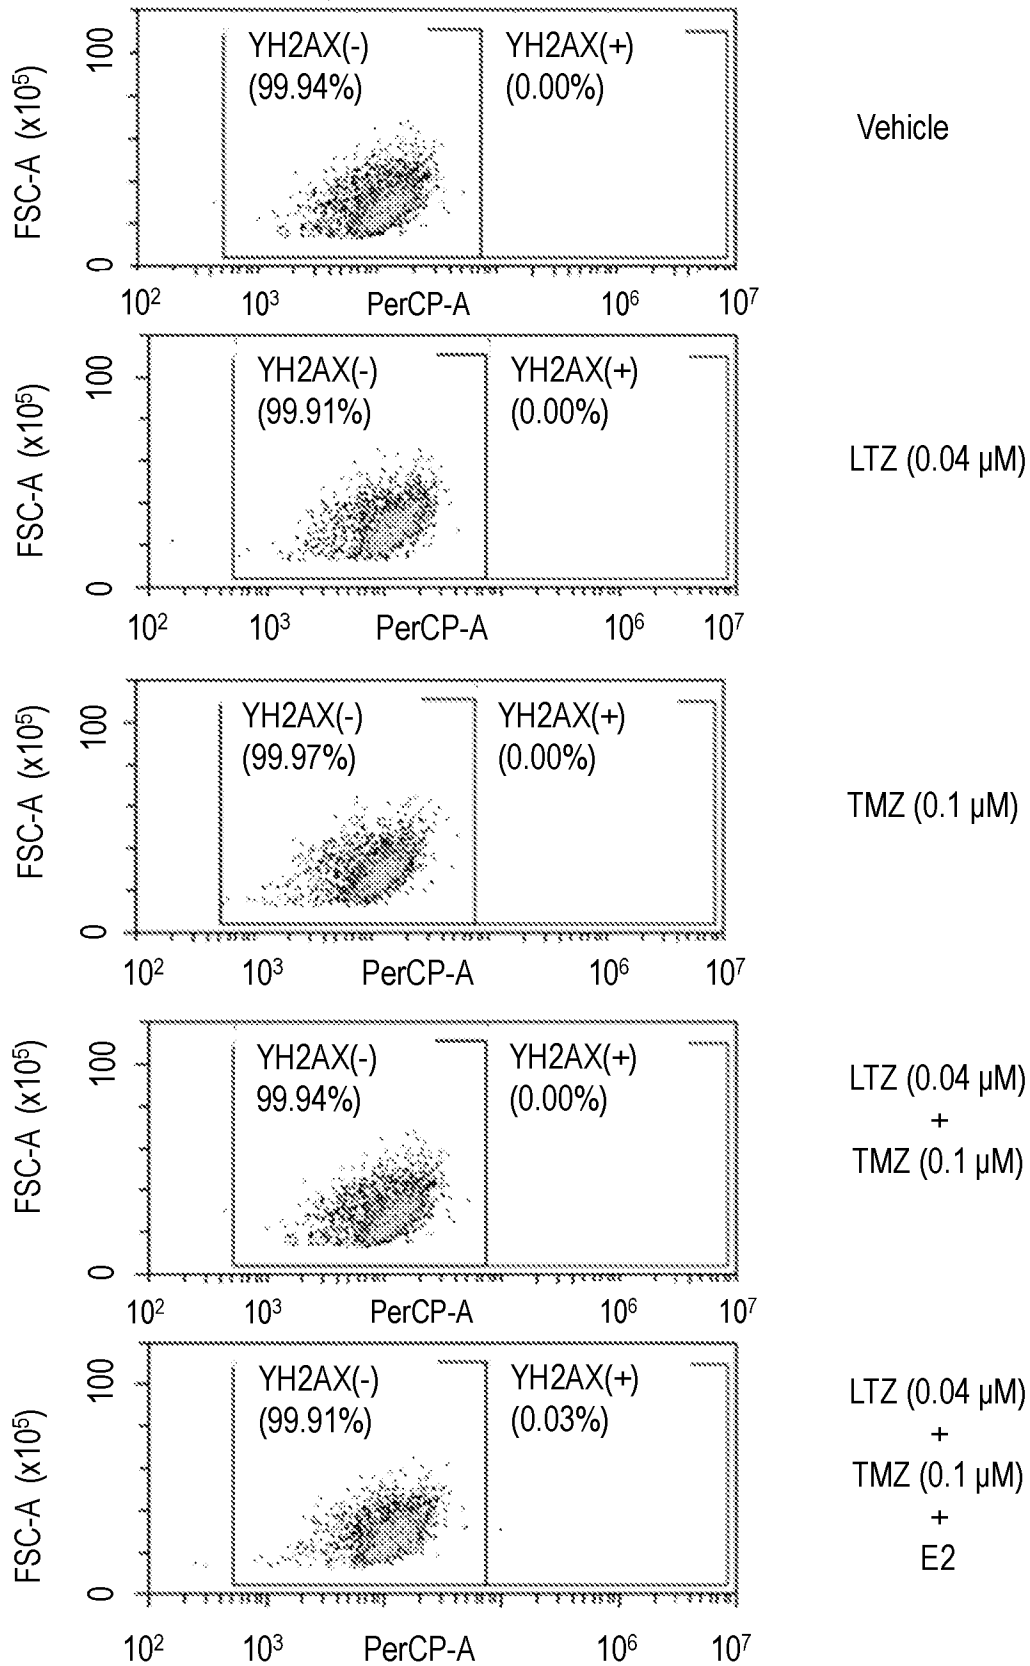 FSC-A (x10⁵)
100
0
YH2AX(-)
(99.94%)
YH2AX(+)
(0.00%)
10² 10³ PerCP-A 10⁶ 10⁷
Vehicle
FSC-A (x10⁵)
100
0
YH2AX(-)
(99.91%)
YH2AX(+)
(0.00%)
10² 10³ PerCP-A 10⁶ 10⁷
LTZ (0.04 µM)
FSC-A (x10⁵)
100
0
YH2AX(-)
(99.97%)
YH2AX(+)
(0.00%)
10² 10³ PerCP-A 10⁶ 10⁷
TMZ (0.1 µM)
FSC-A (x10⁵)
100
0
YH2AX(-)
99.94%)
YH2AX(+)
(0.00%)
10² 10³ PerCP-A 10⁶ 10⁷
LTZ (0.04 µM)
+
TMZ (0.1 µM)
FSC-A (x10⁵)
100
0
YH2AX(-)
(99.91%)
YH2AX(+)
(0.03%)
10² 10³ PerCP-A 10⁶ 10⁷
LTZ (0.04 µM)
+
TMZ (0.1 µM)
+
E2